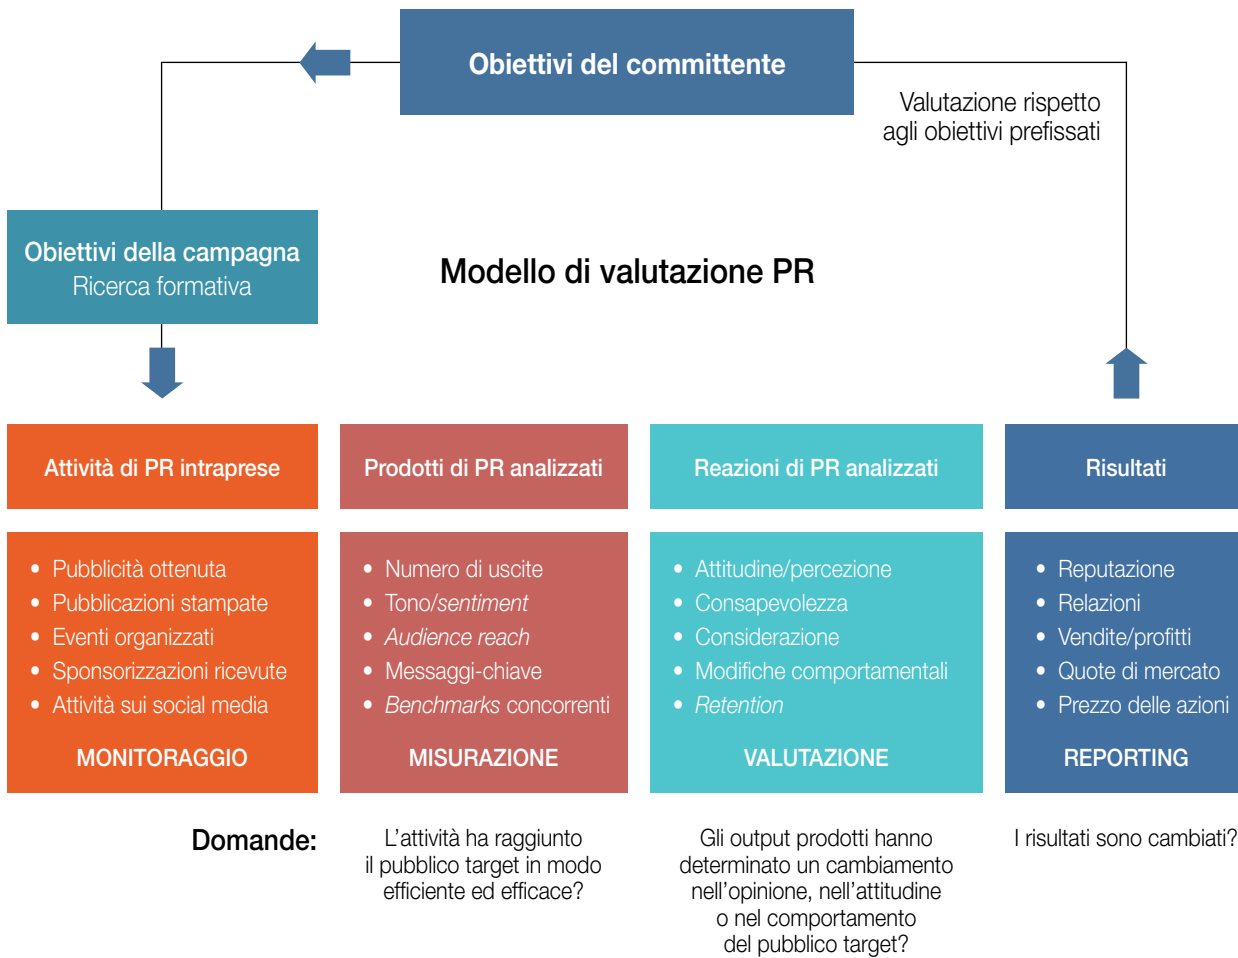 Obiettivi del committente
Valutazione rispetto
agli obiettivi prefissati
Obiettivi della campagna
Ricerca formativa
Modello di valutazione PR
Attività di PR intraprese
Prodotti di PR analizzati
Reazioni di PR analizzati
Risultati
• Pubblicità ottenuta
• Pubblicazioni stampate
• Eventi organizzati
• Sponsorizzazioni ricevute
• Attività sui social media
MONITORAGGIO
• Numero di uscite
• Tono/sentiment
• Audience reach
• Messaggi-chiave
• Benchmarks concorrenti
MISURAZIONE
• Attitudine/percezione
• Consapevolezza
• Considerazione
• Modifiche comportamentali
• Retention
VALUTAZIONE
• Reputazione
• Relazioni
• Vendite/profitti
• Quote di mercato
• Prezzo delle azioni
REPORTING
Domande:
L’attività ha raggiunto
il pubblico target in modo
efficiente ed efficace?
Gli output prodotti hanno
determinato un cambiamento
nell’opinione, nell’attitudine
o nel comportamento
del pubblico target?
I risultati sono cambiati?